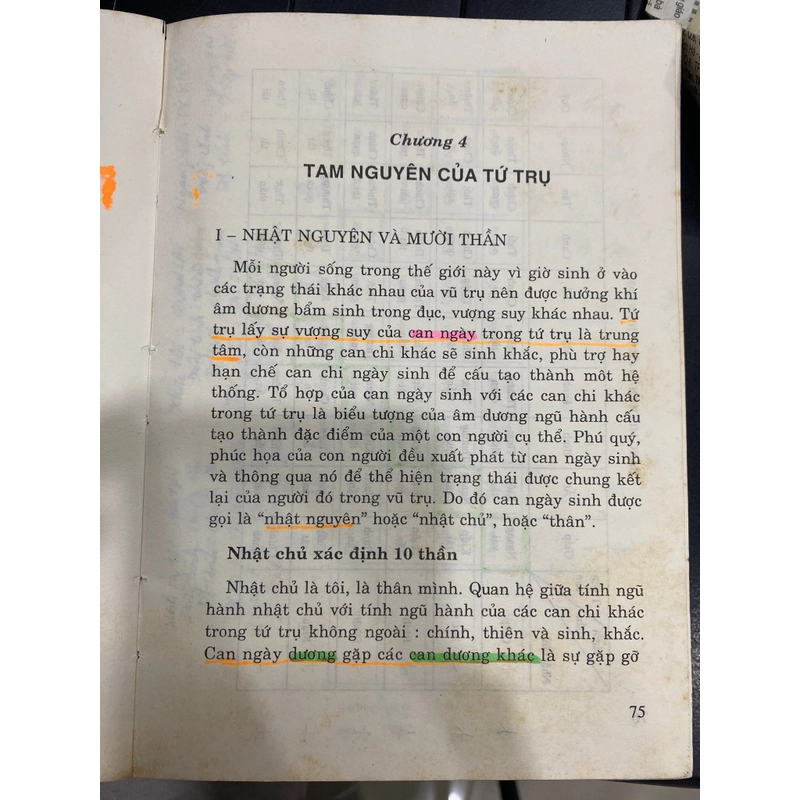 Chương 4
TAM NGUYÊN CỦA TỨ TRỤ
I – NHẬT NGUYÊN VÀ MƯỜI THẦN
Mỗi người sống trong thế giới này vì giờ sinh ở vào
các trạng thái khác nhau của vũ trụ nên được hưởng khí
âm dương bẩm sinh trong đục, vượng suy khác nhau. Tứ
trụ lấy sự vượng suy của can ngày trong tứ trụ là trung
tâm, còn những can chi khác sẽ sinh khắc, phù trợ hay
hạn chế can chi ngày sinh để cấu tạo thành một hệ
thống. Tổ hợp của can ngày sinh với các can chi khác
trong tứ trụ là biểu tượng của âm dương ngũ hành cấu
tạo thành đặc điểm của một con người cụ thể. Phú quý,
phúc họa của con người đều xuất phát từ can ngày sinh
và thông qua nó để thể hiện trạng thái được chung kết
lại của người đó trong vũ trụ. Do đó can ngày sinh được
gọi là “nhật nguyên” hoặc “nhật chủ”, hoặc “thân”.
Nhật chủ xác định 10 thần
Nhật chủ là tôi, là thân mình. Quan hệ giữa tính ngũ
hành nhật chủ với tính ngũ hành của các can chi khác
trong tứ trụ không ngoài : chính, thiên và sinh, khắc.
Can ngày dương gặp các can dương khác là sự gặp gỡ
75